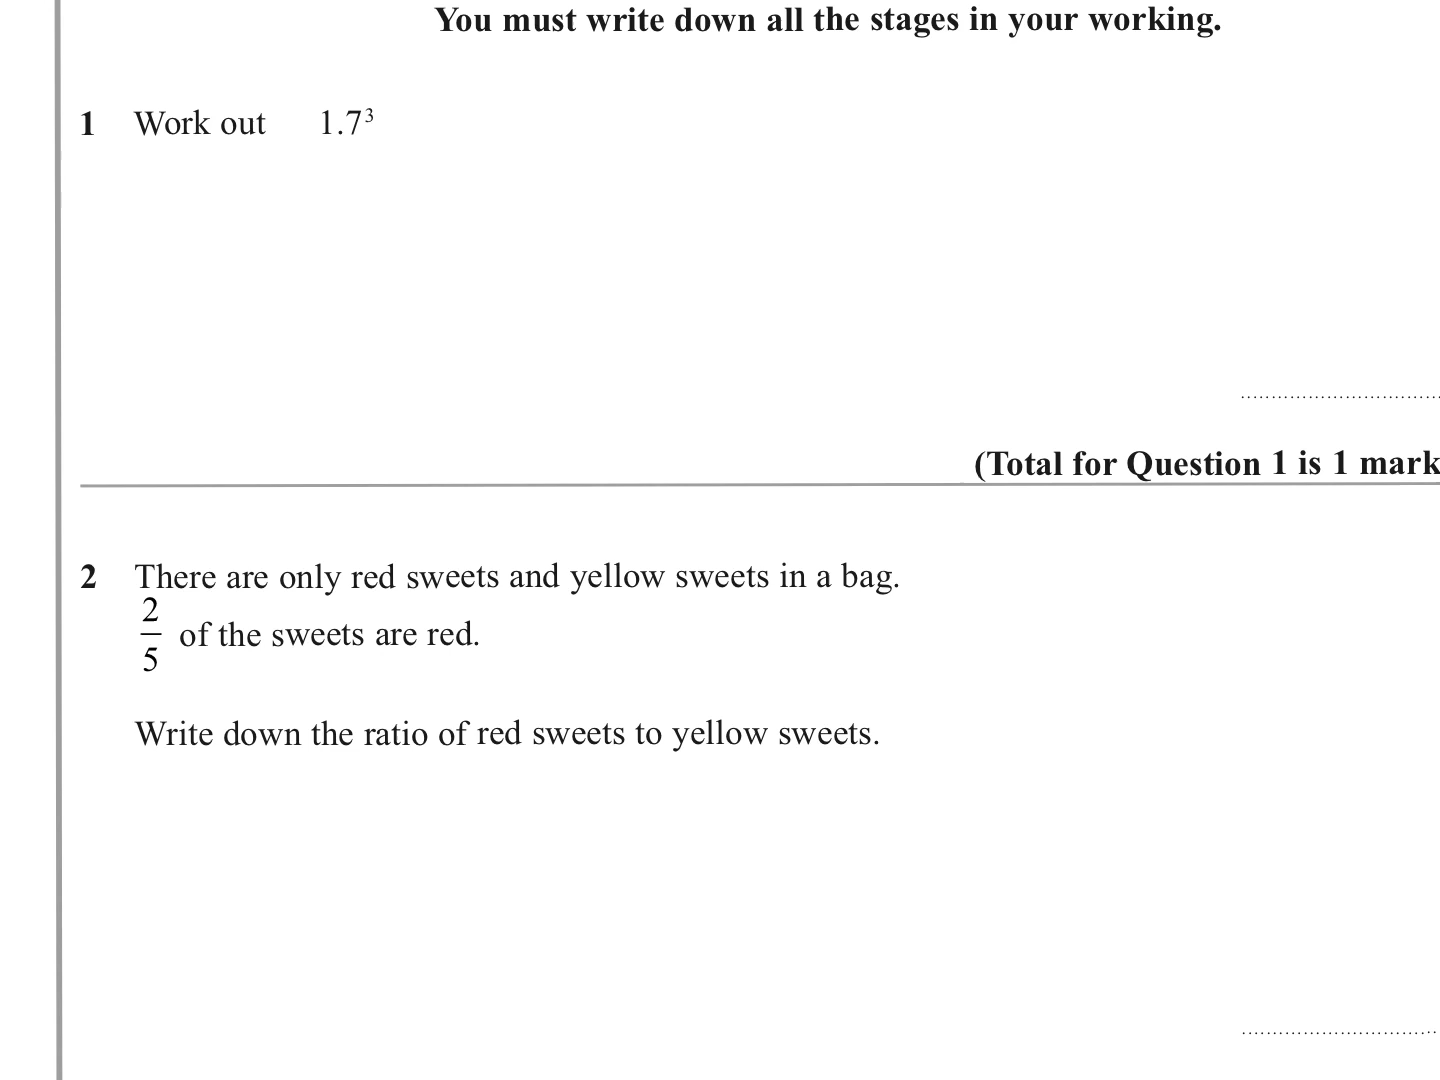 You must write down all the stages in your working.
1 Work out 1.7³
..............................
(Total for Question 1 is 1 mark
2 There are only red sweets and yellow sweets in a bag.
2/5 of the sweets are red.
Write down the ratio of red sweets to yellow sweets.
..............................